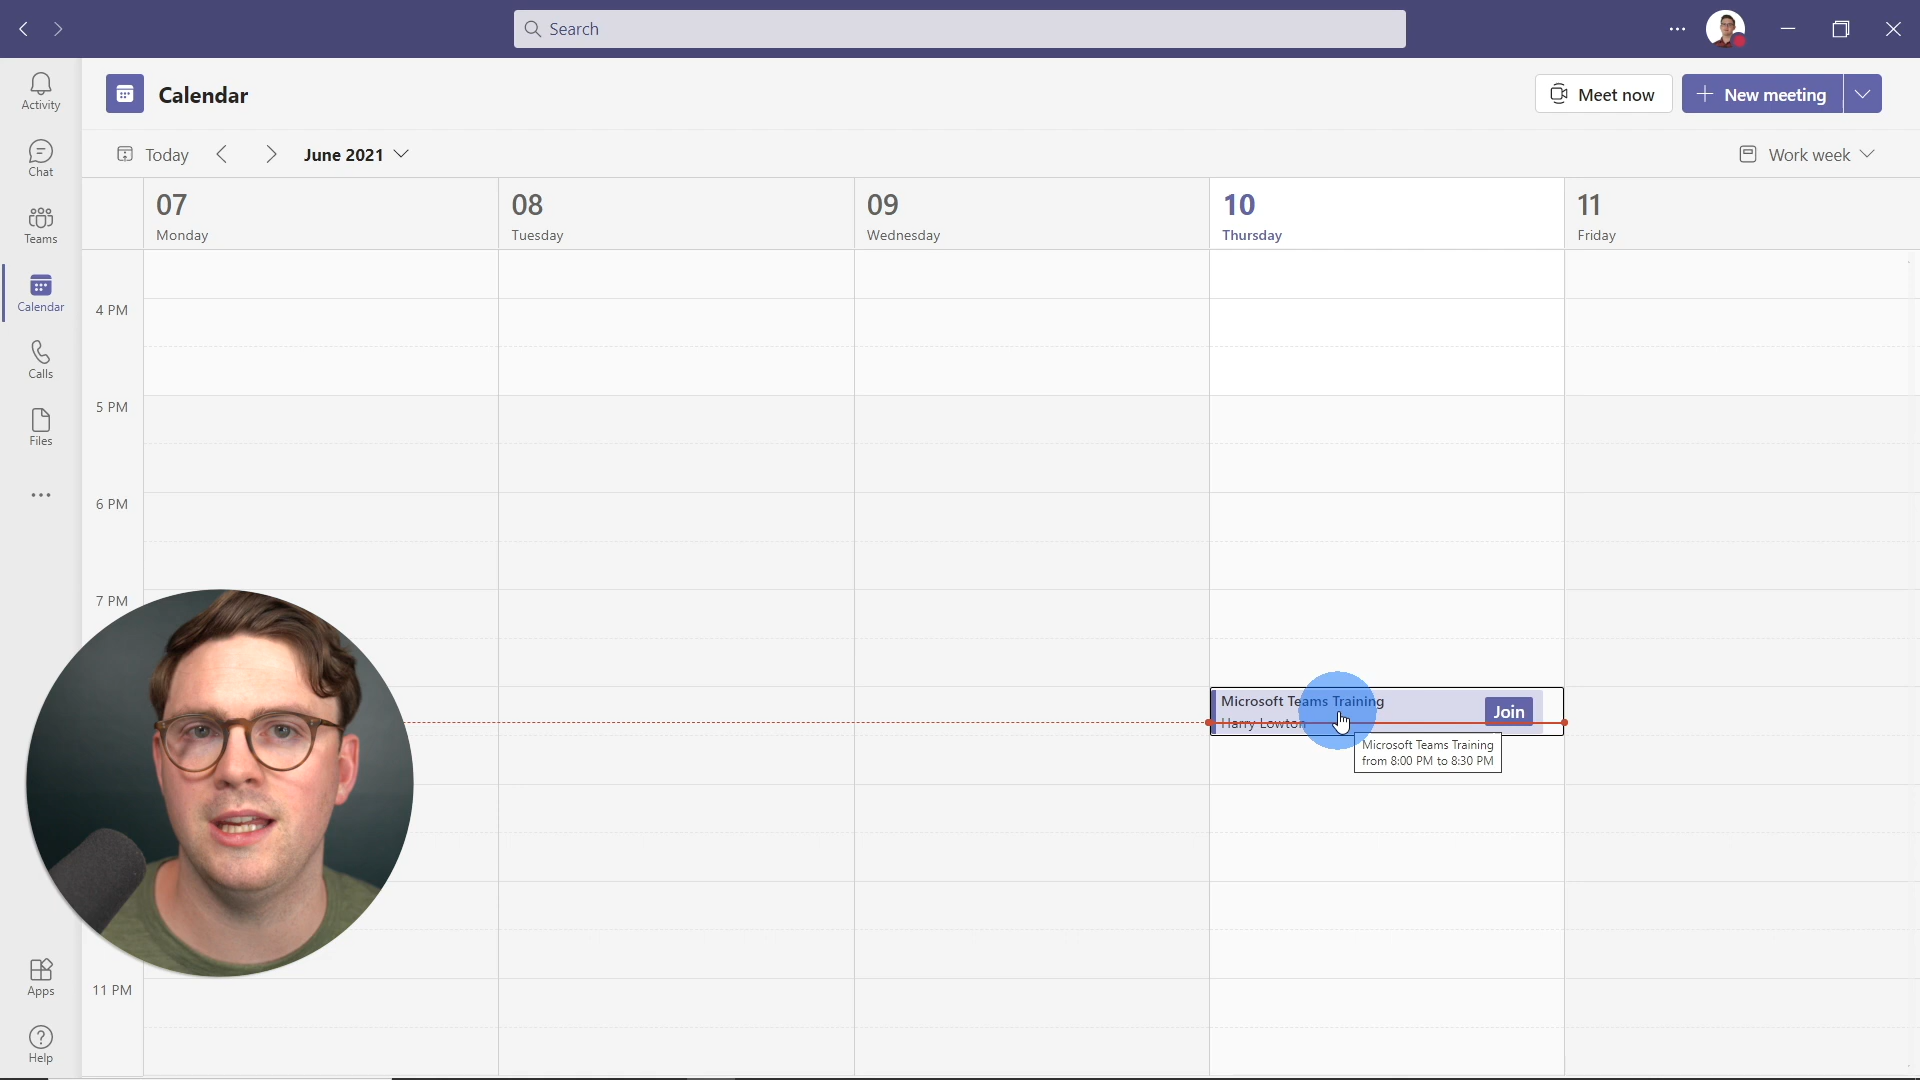 Search
Activity
Chat
Teams
Calendar
Calls
Files
Apps
Help
Calendar
Meet now
New meeting
Today
June 2021
Work week
07
Monday
08
Tuesday
09
Wednesday
10
Thursday
11
Friday
4 PM
5 PM
6 PM
7 PM
11 PM
Microsoft Teams Training
Harry Lowton
Join
Microsoft Teams Training
from 8:00 PM to 8:30 PM